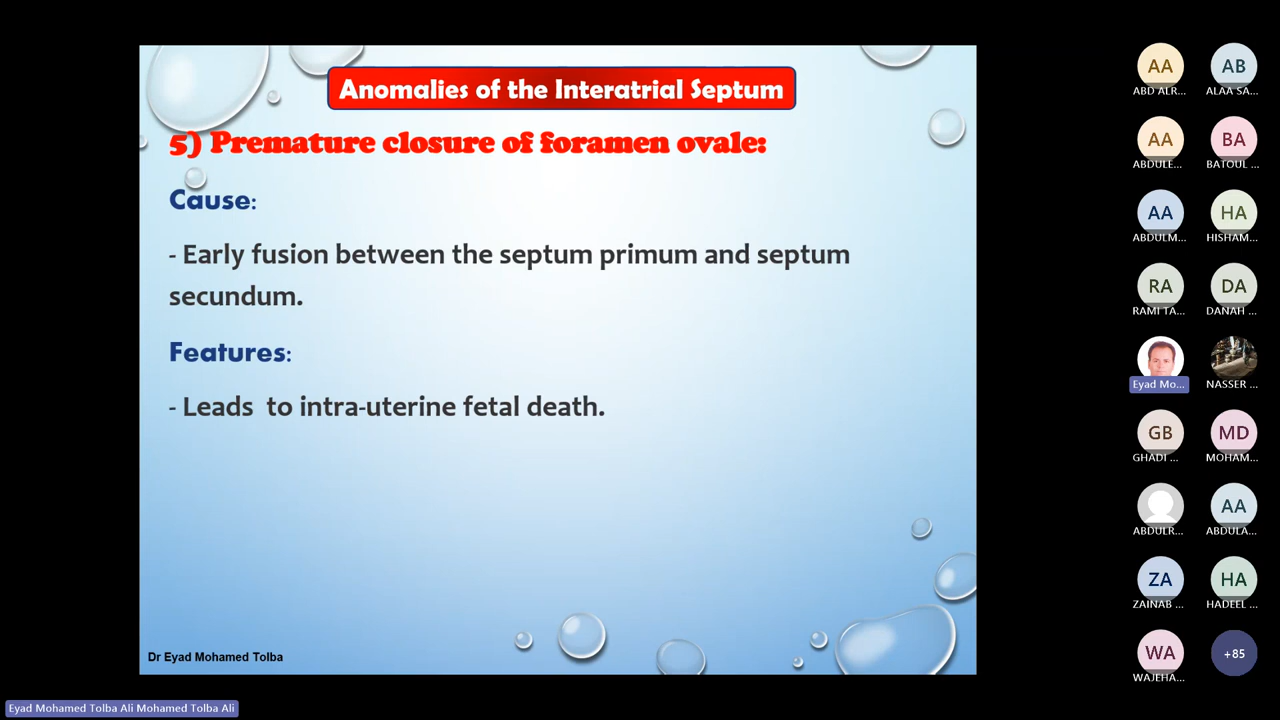 Anomalies of the Interatrial Septum
5) Premature closure of foramen ovale:
Cause:
- Early fusion between the septum primum and septum
secundum.
Features:
- Leads to intra-uterine fetal death.
Dr Eyad Mohamed Tolba
AA
ABD ALR...
AB
ALAA SA...
AA
ABDULE...
BA
BATOUL ...
AA
ABDULM...
HA
HISHAM...
RA
RAMI TA...
DA
DANAH ...
Eyad Mo...
NASSER ...
GB
GHADI ...
MD
MOHAM...
ABDULR...
AA
ABDULA...
ZA
ZAINAB ...
HA
HADEEL ...
WA
WAJEHA...
+85
Eyad Mohamed Tolba Ali Mohamed Tolba Ali